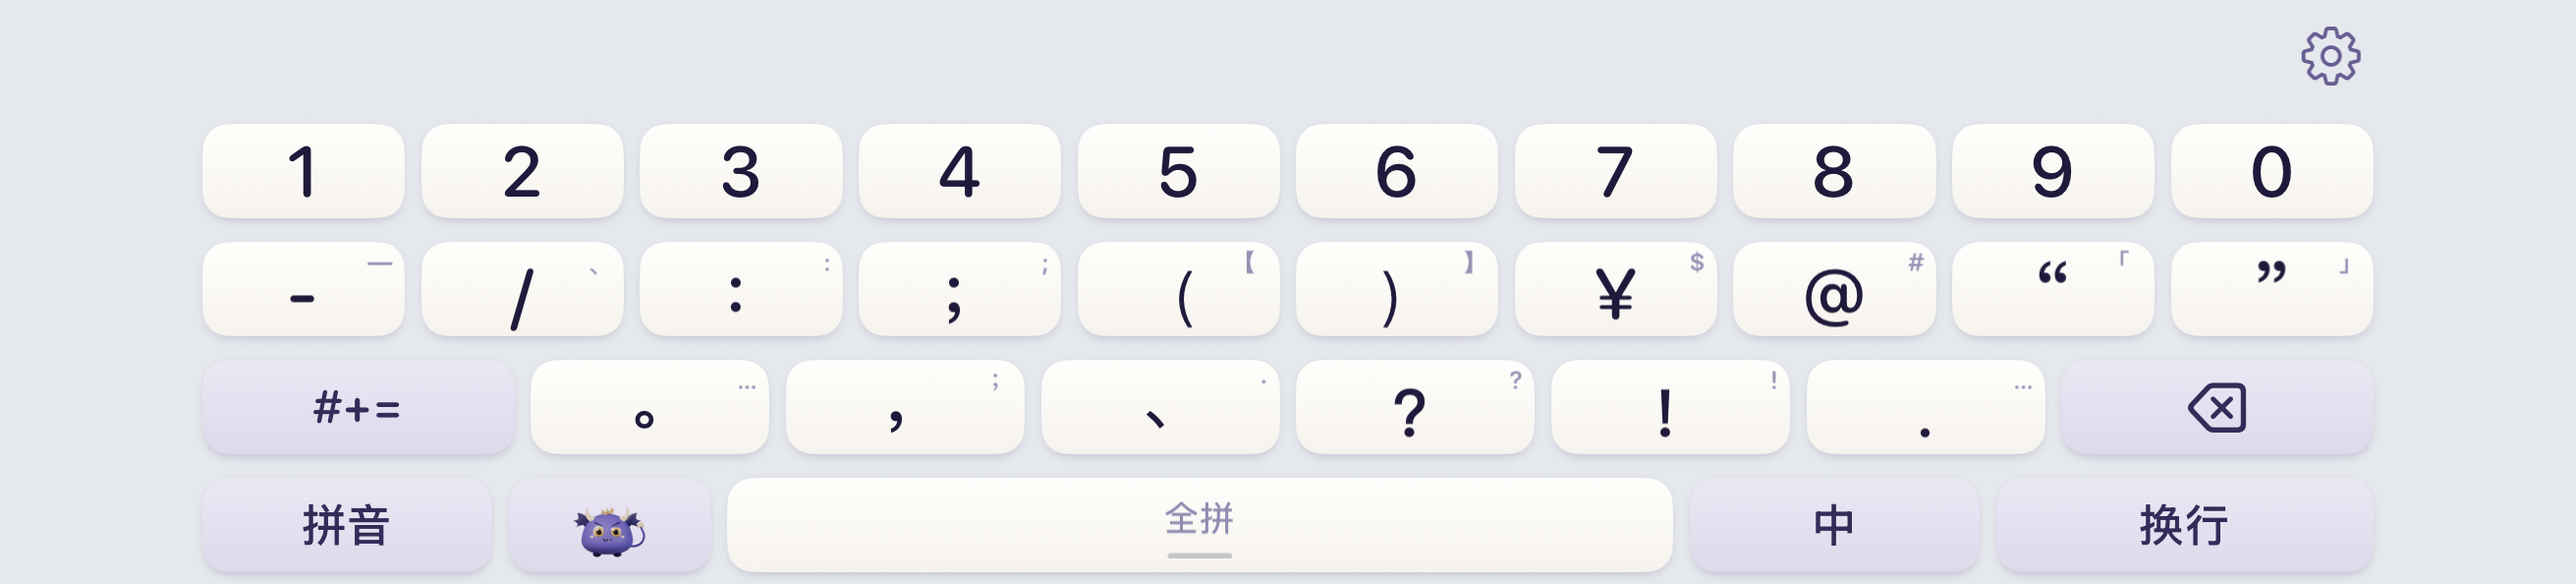 1 2 3 4 5 6 7 8 9 0
- — / 、 : : ; ; ( 【 ) 】 ¥ $ @ # “ 「 ” 」
#+= 。 … , ; 、 · ? ? ! ! . …
拼音 全拼 中 换行